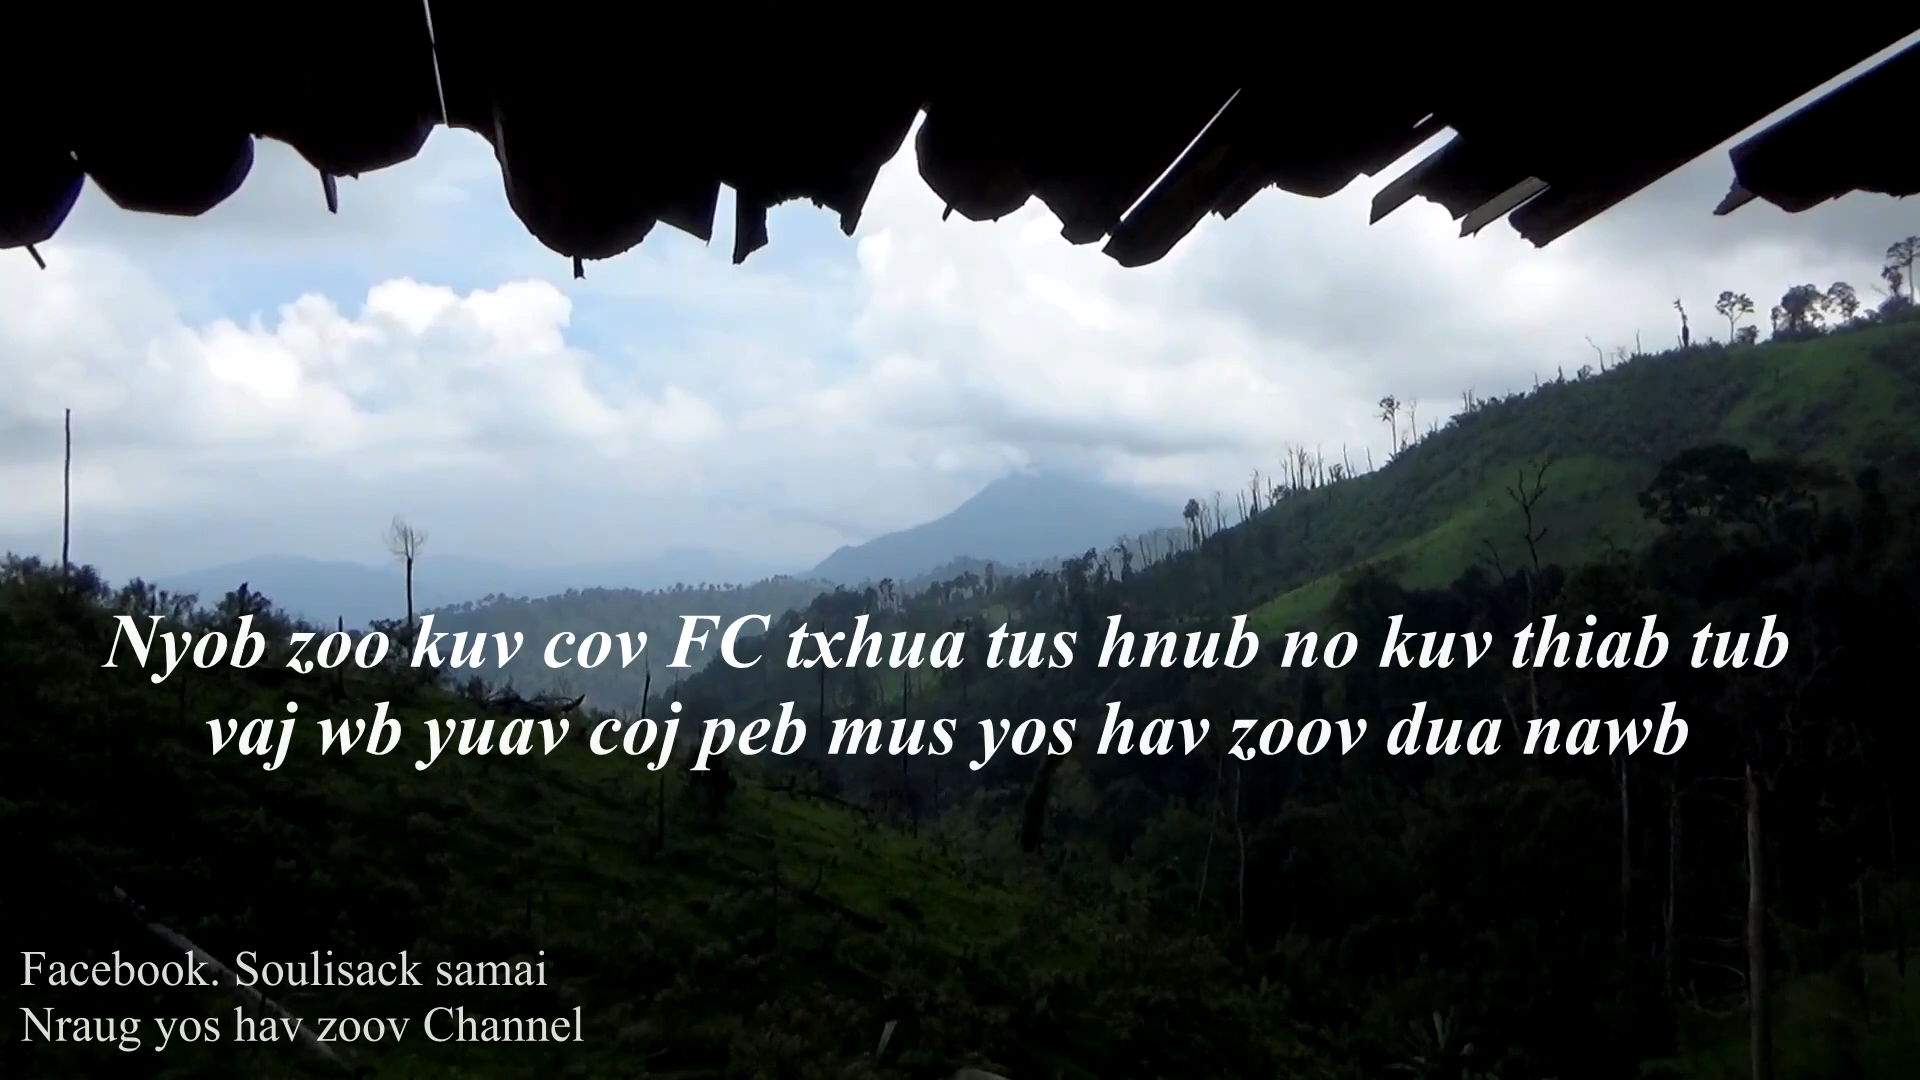 Nyob zoo kuv cov FC txhua tus hnub no kuv thiab tub
vaj wb yuav coj peb mus yos hav zoov dua nawb
Facebook. Soulisack samai
Nraug yos hav zoov Channel